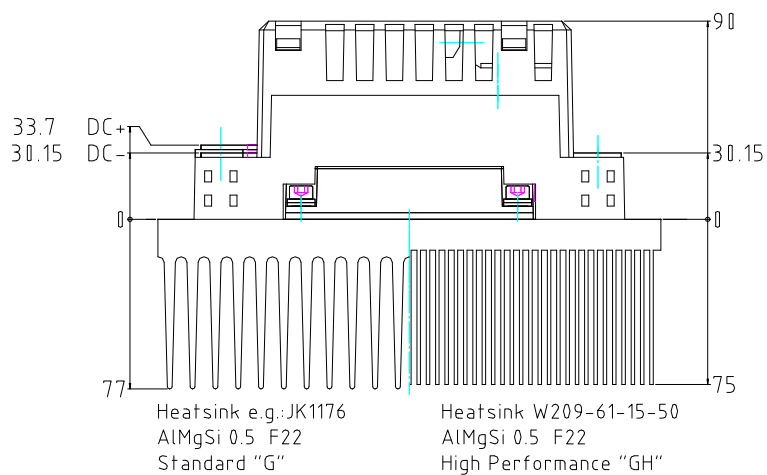 90
33.7 DC+
30.15 DC-
30.15
0
0
77
75
Heatsink e.g.:JK1176
AlMgSi 0.5 F22
Standard "G"
Heatsink W209-61-15-50
AlMgSi 0.5 F22
High Performance "GH"